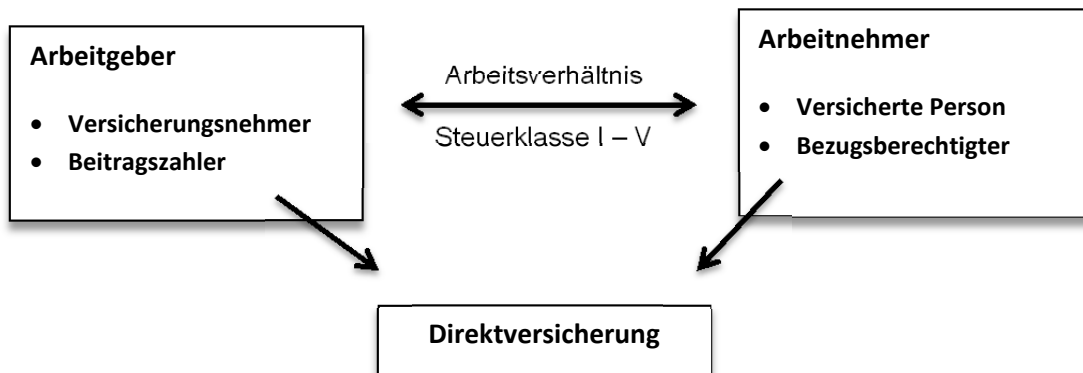 Arbeitgeber
• Versicherungsnehmer
• Beitragszahler
Arbeitsverhältnis
Steuerklasse I – V
Arbeitnehmer
• Versicherte Person
• Bezugsberechtigter
Direktversicherung